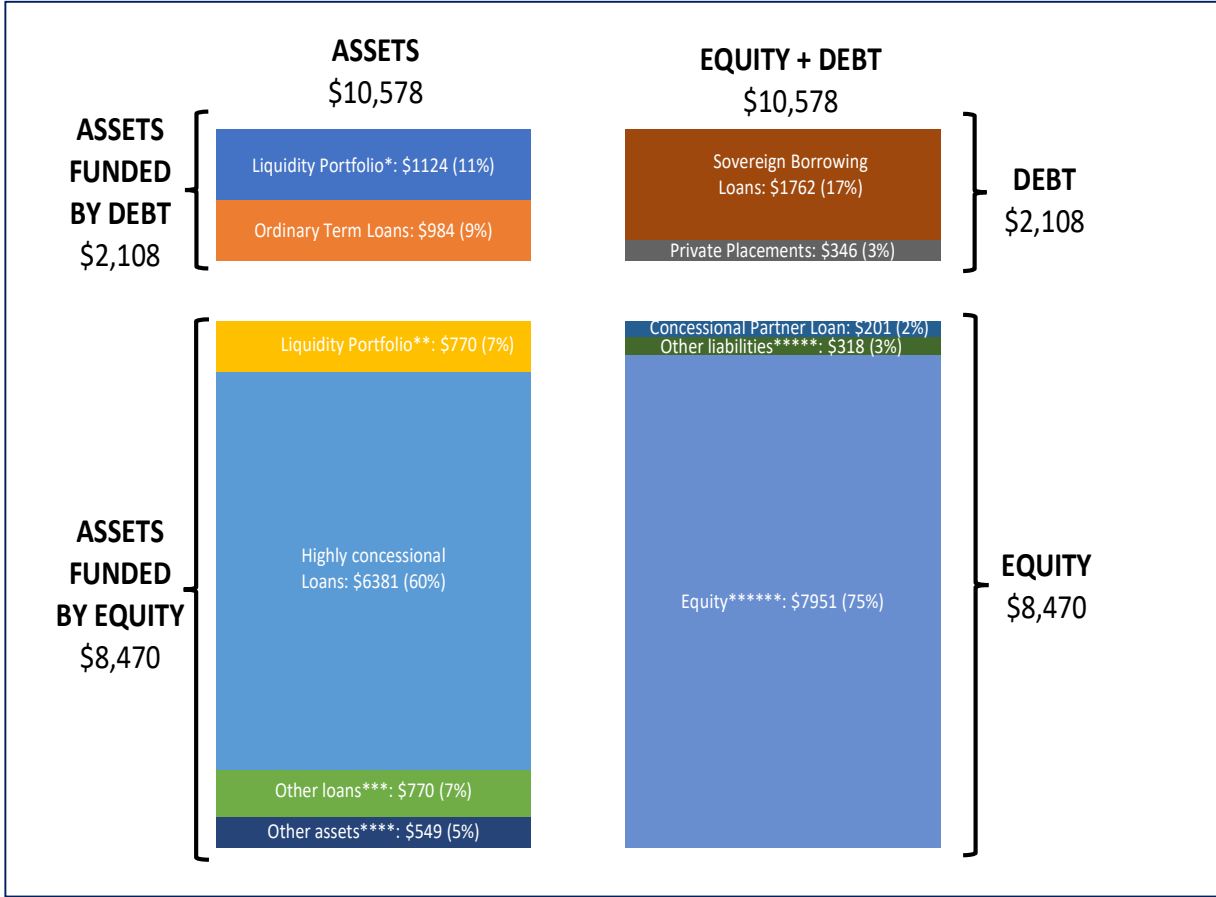 ASSETS
$10,578
EQUITY + DEBT
$10,578
ASSETS
FUNDED
BY DEBT
$2,108
Liquidity Portfolio*: $1124 (11%)
Ordinary Term Loans: $984 (9%)
Sovereign Borrowing
Loans: $1762 (17%)
Private Placements: $346 (3%)
DEBT
$2,108
ASSETS
FUNDED
BY EQUITY
$8,470
Liquidity Portfolio**: $770 (7%)
Highly concessional
Loans: $6381 (60%)
Other loans***: $770 (7%)
Other assets****: $549 (5%)
Concessional Partner Loan: $201 (2%)
Other liabilities*****: $318 (3%)
Equity******: $7951 (75%)
EQUITY
$8,470